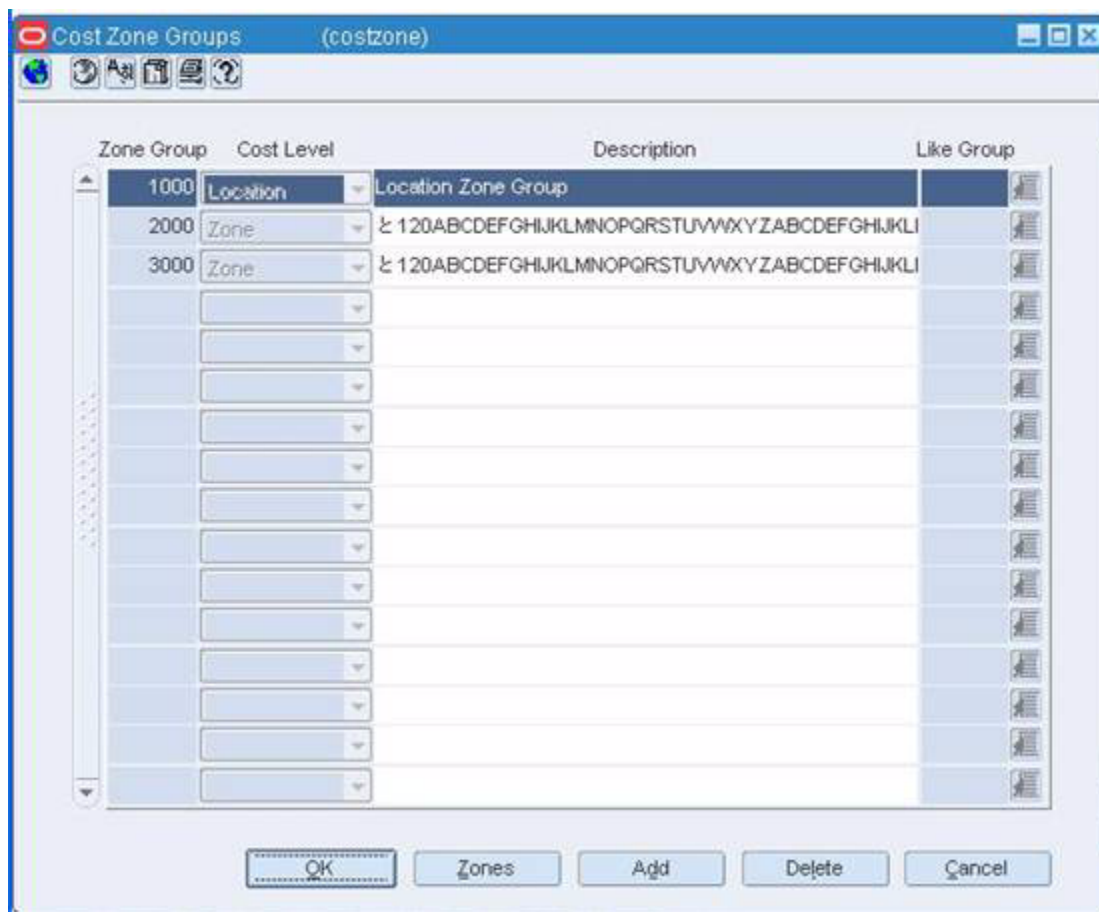 Cost Zone Groups (costzone)
Zone Group Cost Level Description Like Group
1000 Location Location Zone Group
2000 Zone と120ABCDEFGHIJKLMNOPQRSTUVWXYZABCDEFGHIJKL
3000 Zone と120ABCDEFGHIJKLMNOPQRSTUVWXYZABCDEFGHIJKL
OK Zones Add Delete Cancel